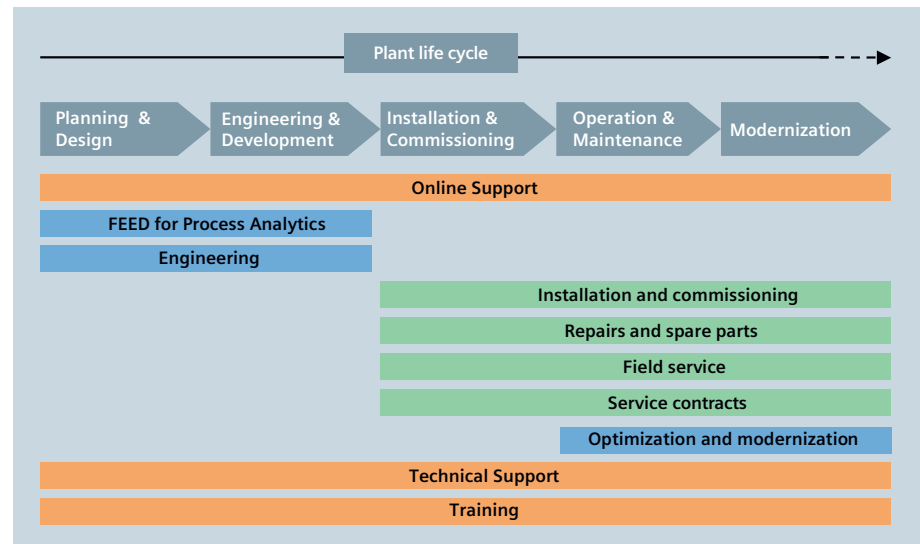 Plant life cycle
Planning &
Design
Engineering &
Development
Installation &
Commissioning
Operation &
Maintenance
Modernization
Online Support
FEED for Process Analytics
Engineering
Installation and commissioning
Repairs and spare parts
Field service
Service contracts
Optimization and modernization
Technical Support
Training